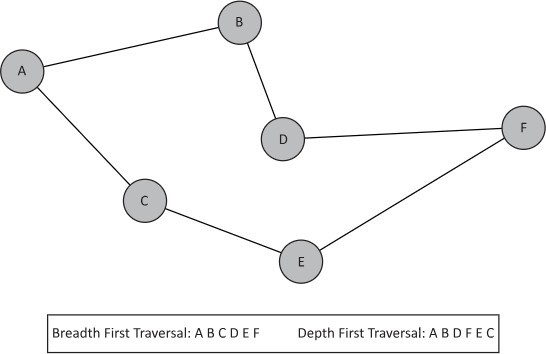 B
A
F
D
C
E
Breadth First Traversal: A B C D E F Depth First Traversal: A B D F E C